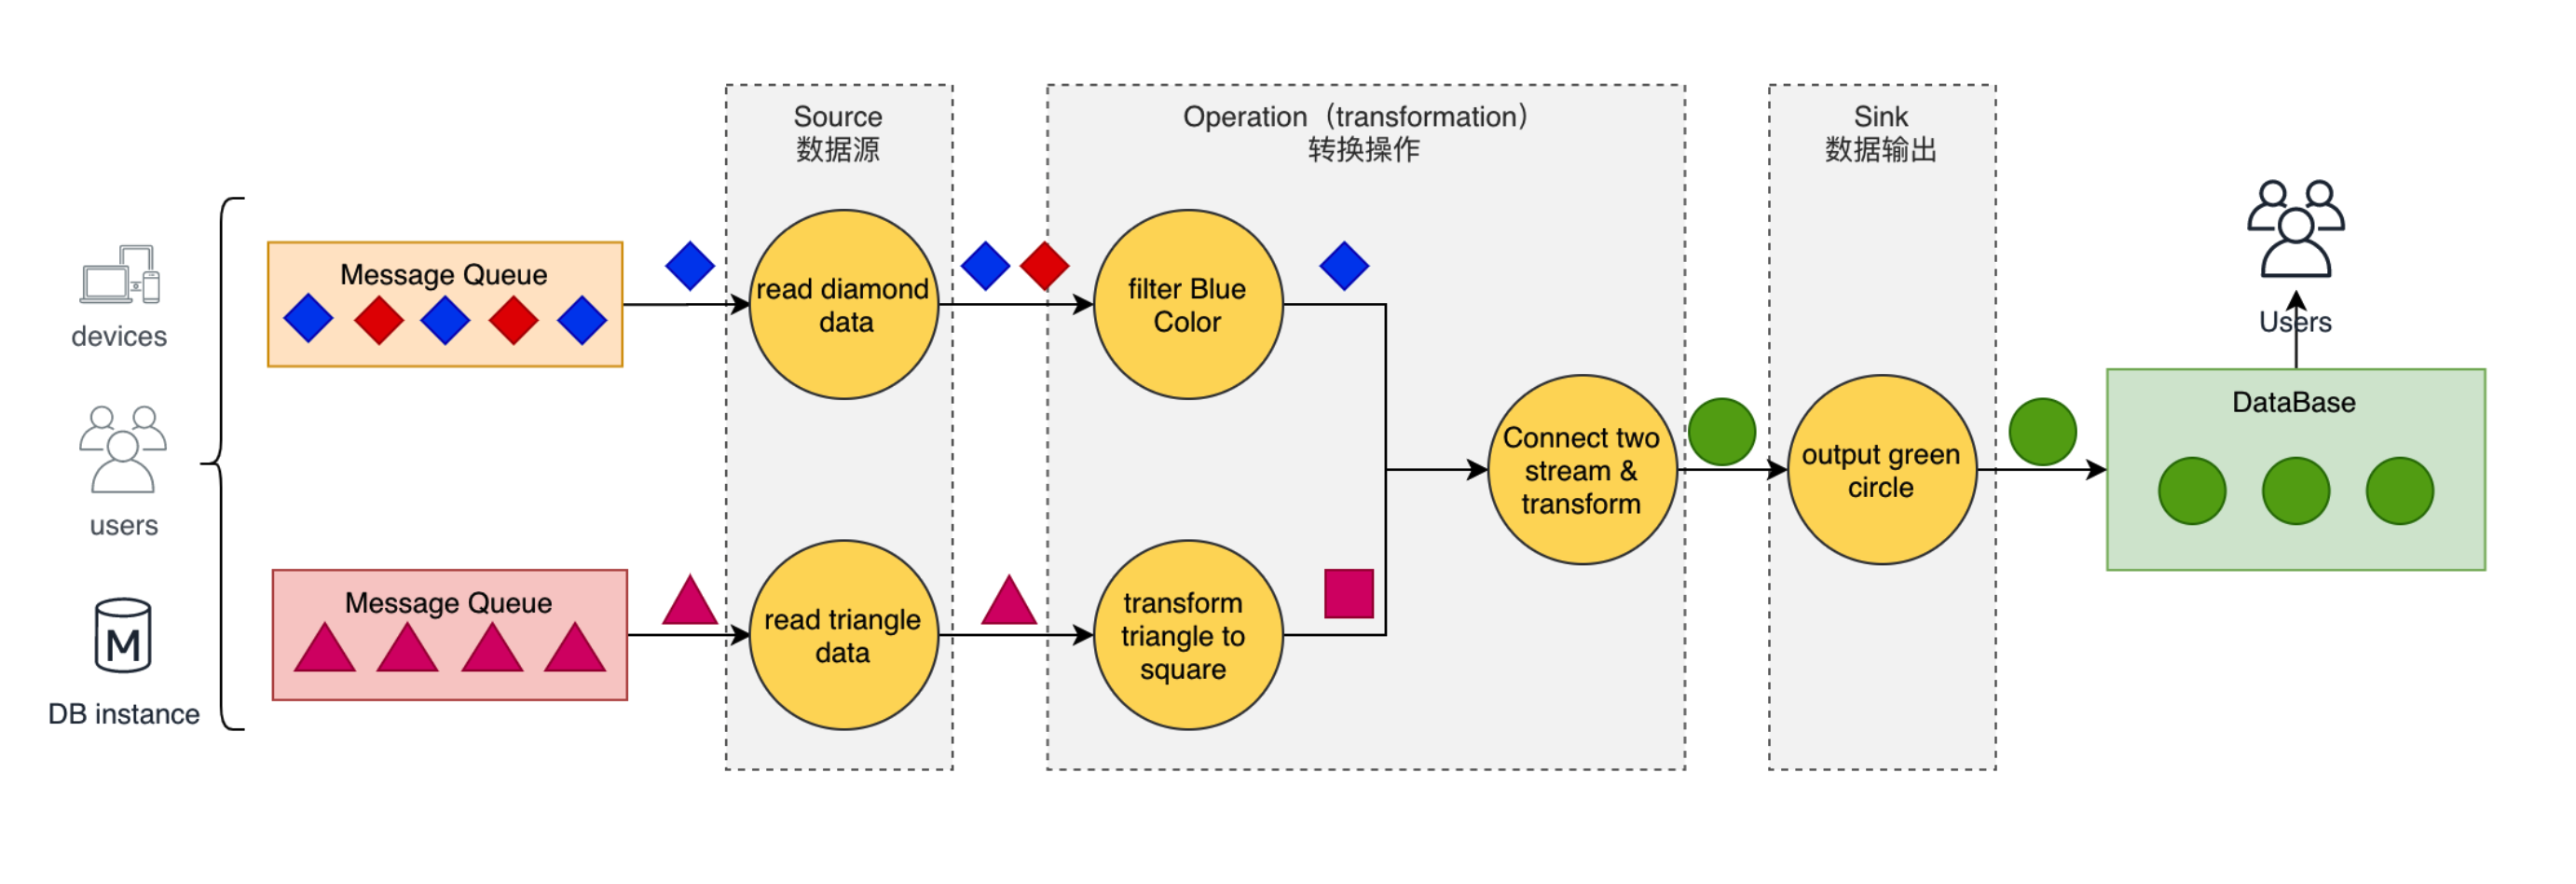 Source
数据源
Operation（transformation）
转换操作
Sink
数据输出
devices
users
DB instance
M
Message Queue
Message Queue
read diamond
data
read triangle
data
filter Blue
Color
transform
triangle to
square
Connect two
stream &
transform
output green
circle
Users
DataBase